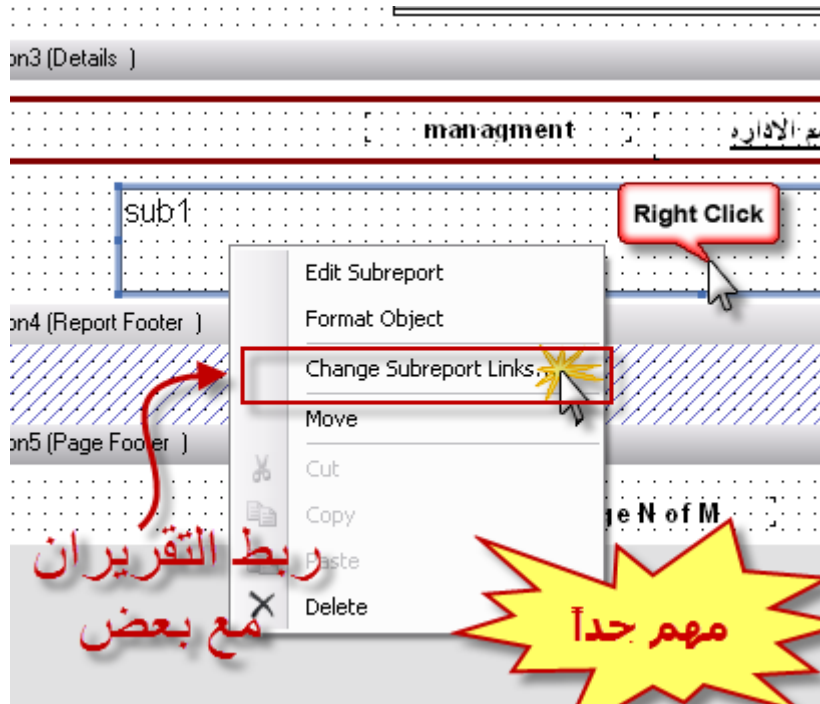 on3 (Details )
managment
م الاداره
sub1
Right Click
Edit Subreport
Format Object
on4 (Report Footer )
Change Subreport Links...
Move
on5 (Page Footer )
Cut
Copy
ge N of M
Paste
ربط التقريران
مع بعض
Delete
مهم جداً